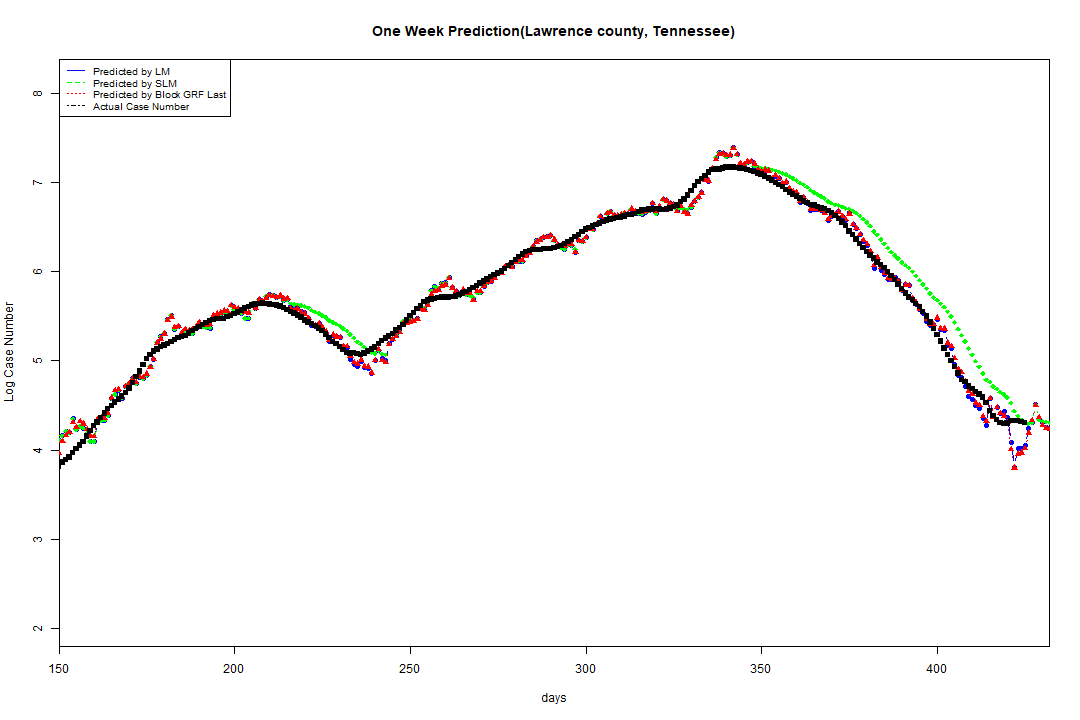 One Week Prediction(Lawrence county, Tennessee)
Predicted by LM
Predicted by SLM
Predicted by Block GRF Last
Actual Case Number
8
7
6
5
4
3
2
Log Case Number
150 200 250 300 350 400
days